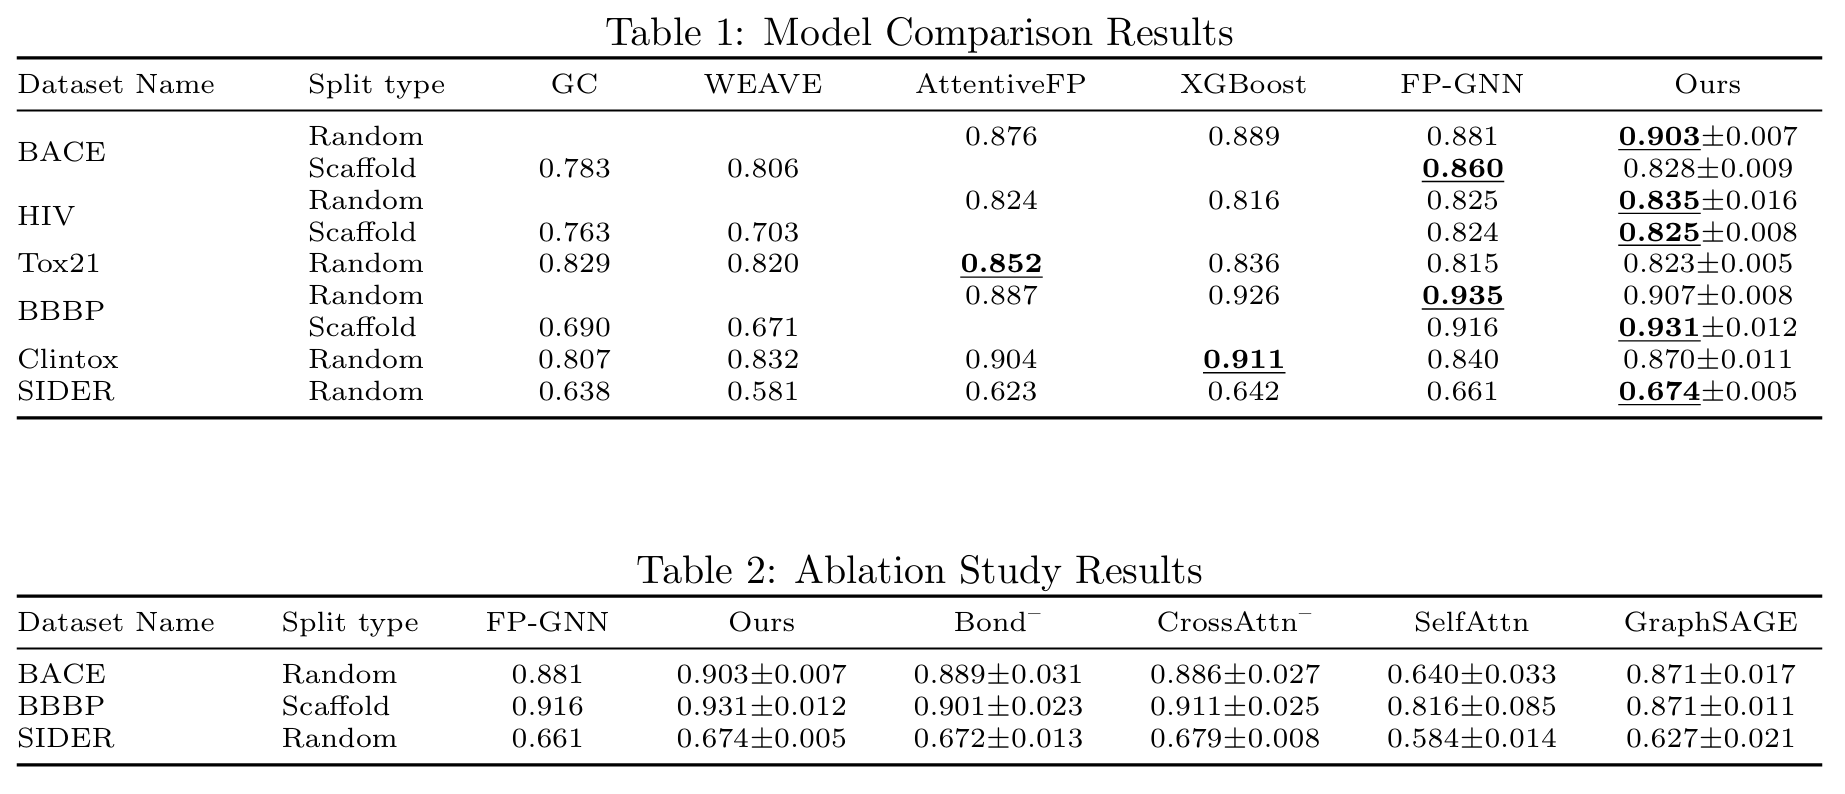 Table 1: Model Comparison Results
Dataset Name Split type GC WEAVE AttentiveFP XGBoost FP-GNN Ours
BACE Random 0.876 0.889 0.881 0.903±0.007
Scaffold 0.783 0.806 0.860 0.828±0.009
HIV Random 0.824 0.816 0.825 0.835±0.016
Scaffold 0.763 0.703 0.824 0.825±0.008
Tox21 Random 0.829 0.820 0.852 0.836 0.815 0.823±0.005
BBBP Random 0.887 0.926 0.935 0.907±0.008
Scaffold 0.690 0.671 0.916 0.931±0.012
Clintox Random 0.807 0.832 0.904 0.911 0.840 0.870±0.011
SIDER Random 0.638 0.581 0.623 0.642 0.661 0.674±0.005
Table 2: Ablation Study Results
Dataset Name Split type FP-GNN Ours Bond⁻ CrossAttn⁻ SelfAttn GraphSAGE
BACE Random 0.881 0.903±0.007 0.889±0.031 0.886±0.027 0.640±0.033 0.871±0.017
BBBP Scaffold 0.916 0.931±0.012 0.901±0.023 0.911±0.025 0.816±0.085 0.871±0.011
SIDER Random 0.661 0.674±0.005 0.672±0.013 0.679±0.008 0.584±0.014 0.627±0.021